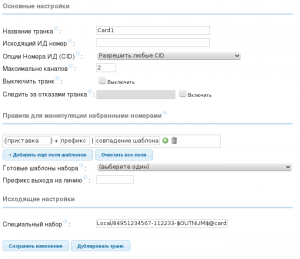 Основные настройки
Название транка : Card1
Исходящий ИД номер :
Опции Номера ИД (CID) : Разрешить любые CID
Максимально каналов : 2
Выключить транк : Выключить
Следить за отказами транка : Включить
Правила для манипуляции набранными номерами
(приставка ) + префикс | совпадение шаблона
+ Добавить ещё поля шаблонов Очистить все поля
Готовые шаблоны набора : (выберите один)
Префикс выхода на линию :
Исходящие настройки
Специальный набор : Local/84951234567-112233-$OUTNUM$@card
Сохранить изменения Дублировать транк